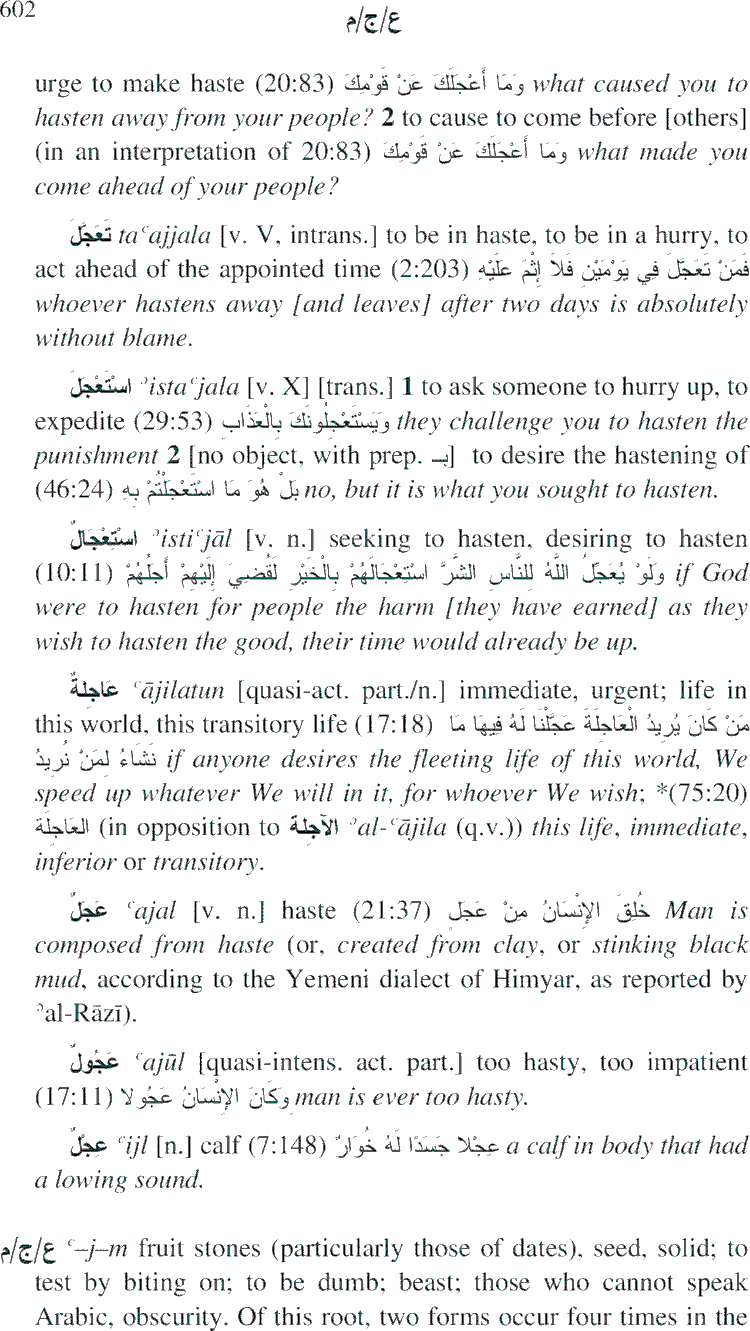 602
ع/ج/م
urge to make haste (20:83) وَمَا أَعْجَلَكَ عَنْ قَوْمِكَ what caused you to
hasten away from your people? 2 to cause to come before [others]
(in an interpretation of 20:83) وَمَا أَعْجَلَكَ عَنْ قَوْمِكَ what made you
come ahead of your people?
تَعَجَّلَ taʿajjala [v. V, intrans.] to be in haste, to be in a hurry, to
act ahead of the appointed time (2:203) فَمَنْ تَعَجَّلَ فِي يَوْمَيْنِ فَلَا إِثْمَ عَلَيْهِ
whoever hastens away [and leaves] after two days is absolutely
without blame.
اسْتَعْجَلَ ʾistaʿjala [v. X] [trans.] 1 to ask someone to hurry up, to
expedite (29:53) وَيَسْتَعْجِلُونَكَ بِالْعَذَابِ they challenge you to hasten the
punishment 2 [no object, with prep. بـ] to desire the hastening of
(46:24) بَلْ هُوَ مَا اسْتَعْجَلْتُمْ بِهِ no, but it is what you sought to hasten.
اسْتِعْجَالٌ ʾistiʿjāl [v. n.] seeking to hasten, desiring to hasten
(10:11) وَلَوْ يُعَجِّلُ اللَّهُ لِلنَّاسِ الشَّرَّ اسْتِعْجَالَهُمْ بِالْخَيْرِ لَقُضِيَ إِلَيْهِمْ أَجَلُهُمْ if God
were to hasten for people the harm [they have earned] as they
wish to hasten the good, their time would already be up.
عَاجِلةٌ ʿājilatun [quasi-act. part./n.] immediate, urgent; life in
this world, this transitory life (17:18) مَنْ كَانَ يُرِيدُ الْعَاجِلَةَ عَجَّلْنَا لَهُ فِيهَا مَا
نَشَاءُ لِمَنْ نُرِيدُ if anyone desires the fleeting life of this world, We
speed up whatever We will in it, for whoever We wish; *(75:20)
العَاجِلَة (in opposition to الآجِلة ʾal-ʿājila (q.v.)) this life, immediate,
inferior or transitory.
عَجَلٌ ʿajal [v. n.] haste (21:37) خُلِقَ الإِنْسَانُ مِنْ عَجَلٍ Man is
composed from haste (or, created from clay, or stinking black
mud, according to the Yemeni dialect of Himyar, as reported by
ʾal-Rāzī).
عَجُولٌ ʿajūl [quasi-intens. act. part.] too hasty, too impatient
(17:11) وَكَانَ الإِنْسَانُ عَجُولا man is ever too hasty.
عِجْلٌ ʿijl [n.] calf (7:148) عِجْلا جَسَدًا لَهُ خُوَارٌ a calf in body that had
a lowing sound.
ع/ج/م ʿ–j–m fruit stones (particularly those of dates), seed, solid; to
test by biting on; to be dumb; beast; those who cannot speak
Arabic, obscurity. Of this root, two forms occur four times in the